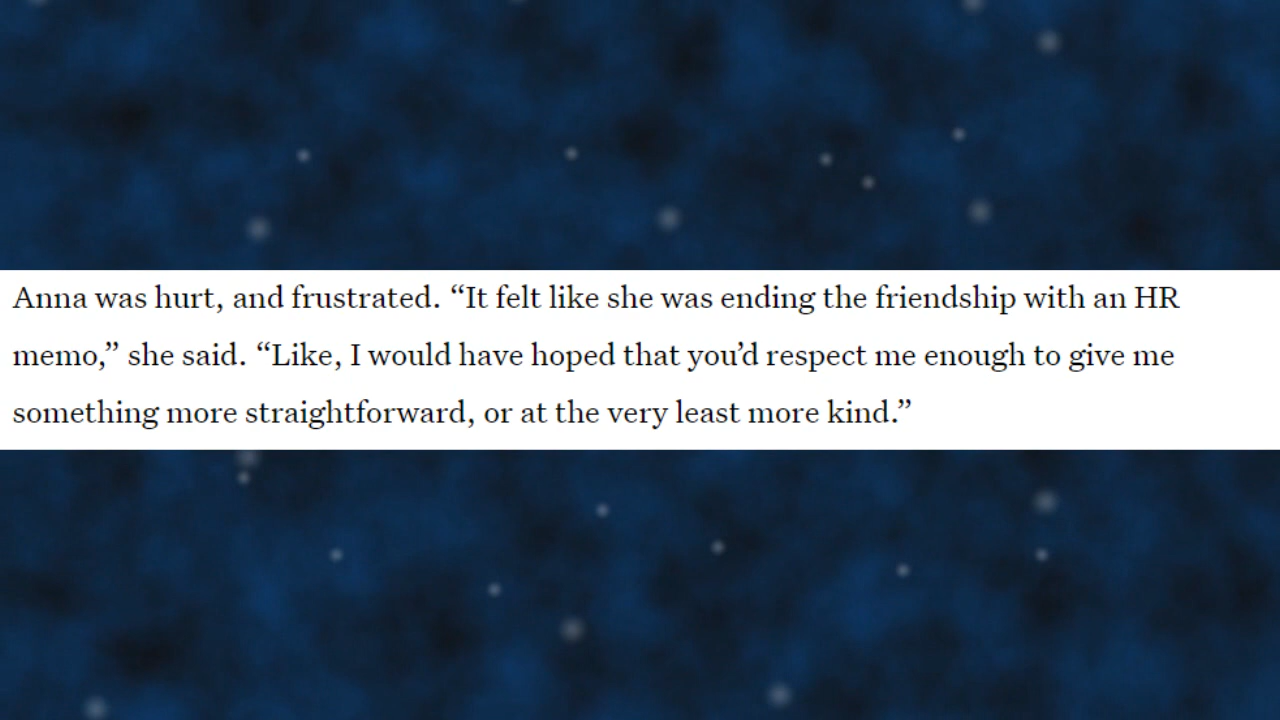 Anna was hurt, and frustrated. “It felt like she was ending the friendship with an HR
memo,” she said. “Like, I would have hoped that you’d respect me enough to give me
something more straightforward, or at the very least more kind.”